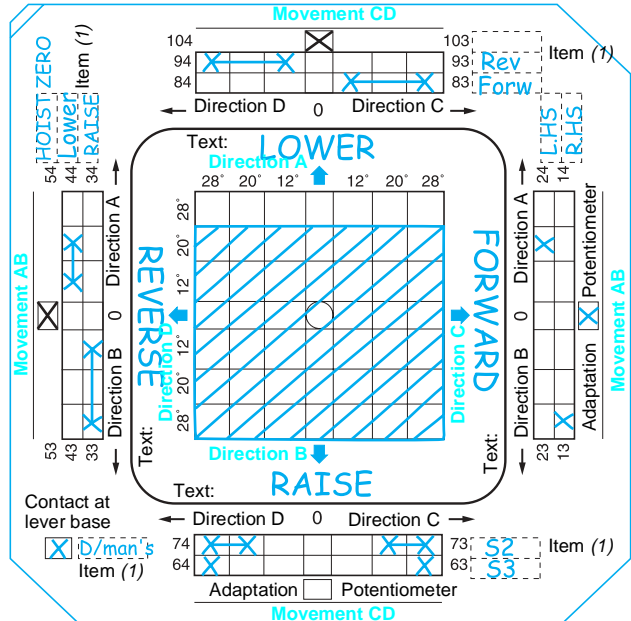 Movement CD
104
103
Item (1)
94
93
Rev
84
83
Forw
Direction D
0
Direction C
HOIST ZERO
Lower
RAISE
Item (1)
54
44
34
Movement AB
Direction A
0
Direction B
53
43
33
Text:
LOWER
Direction A
28° 20° 12° 12° 20° 28°
28°
20°
12°
12°
20°
28°
REVERSE
Direction D
FORWARD
Direction C
Direction B
Text:
Text:
RAISE
L.HS
R.HS
24
14
Direction A
0
Direction B
Potentiometer
Adaptation
Movement AB
23
13
Contact at
lever base
D/man's
Item (1)
Direction D
0
Direction C
74
73
S2
Item (1)
64
63
S3
Adaptation
Potentiometer
Movement CD